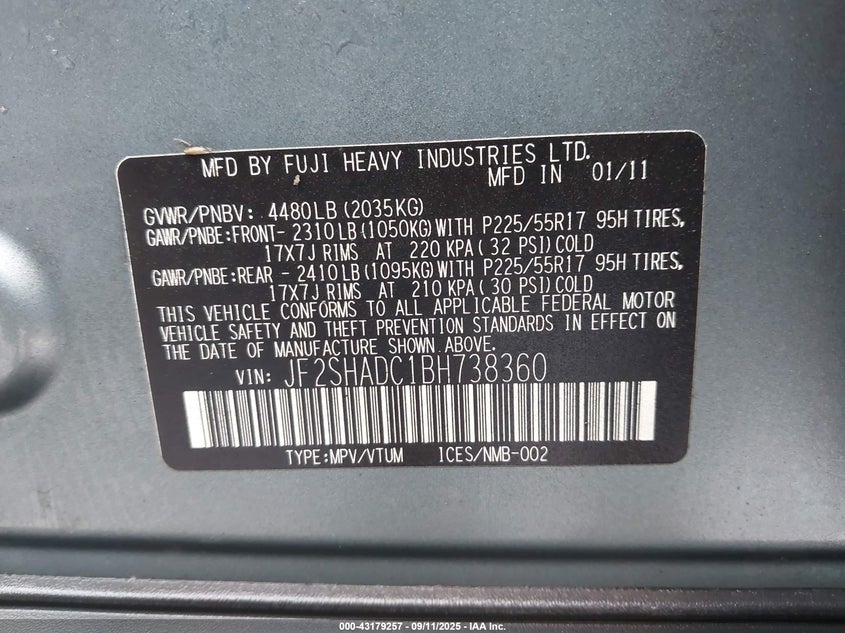 MFD BY FUJI HEAVY INDUSTRIES LTD.
MFD IN 01/11
GVWR/PNBV: 4480LB (2035KG)
GAWR/PNBE:FRONT- 2310LB (1050KG) WITH P225/55R17 95H TIRES,
17X7J RIMS AT 220 KPA ( 32 PSI) COLD
GAWR/PNBE:REAR - 2410LB (1095KG) WITH P225/55R17 95H TIRES,
17X7J RIMS AT 210 KPA ( 30 PSI) COLD
THIS VEHICLE CONFORMS TO ALL APPLICABLE FEDERAL MOTOR
VEHICLE SAFETY AND THEFT PREVENTION STANDARDS IN EFFECT ON
THE DATE OF MANUFACTURE SHOWN ABOVE.
VIN: JF2SHADC1BH738360
TYPE:MPV/VTUM ICES/NMB-002
000-43179257 - 09/11/2025 - IAA Inc.